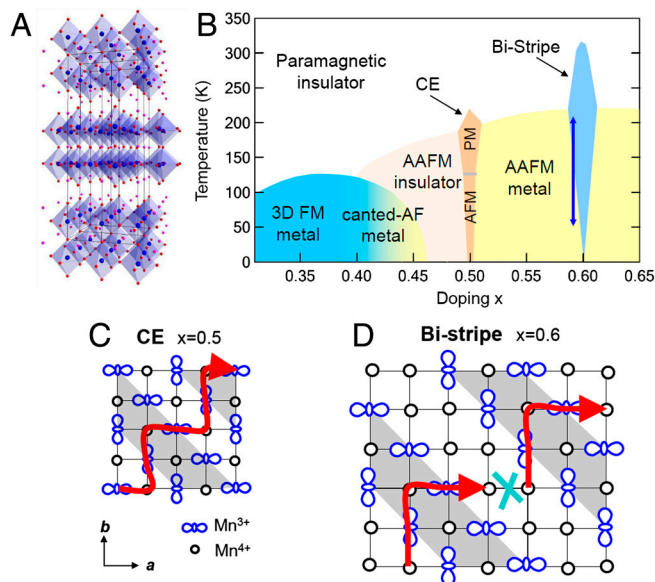 A
B
350
300
250
200
150
100
50
0
Temperature (K)
Paramagnetic
insulator
Bi-Stripe
CE
PM
AFM
AAFM
insulator
AAFM
metal
3D FM
metal
canted-AF
metal
0.35
0.40
0.45
0.50
0.55
0.60
0.65
Doping x
C CE x=0.5
D Bi-stripe x=0.6
Mn³⁺
Mn⁴⁺
b
a